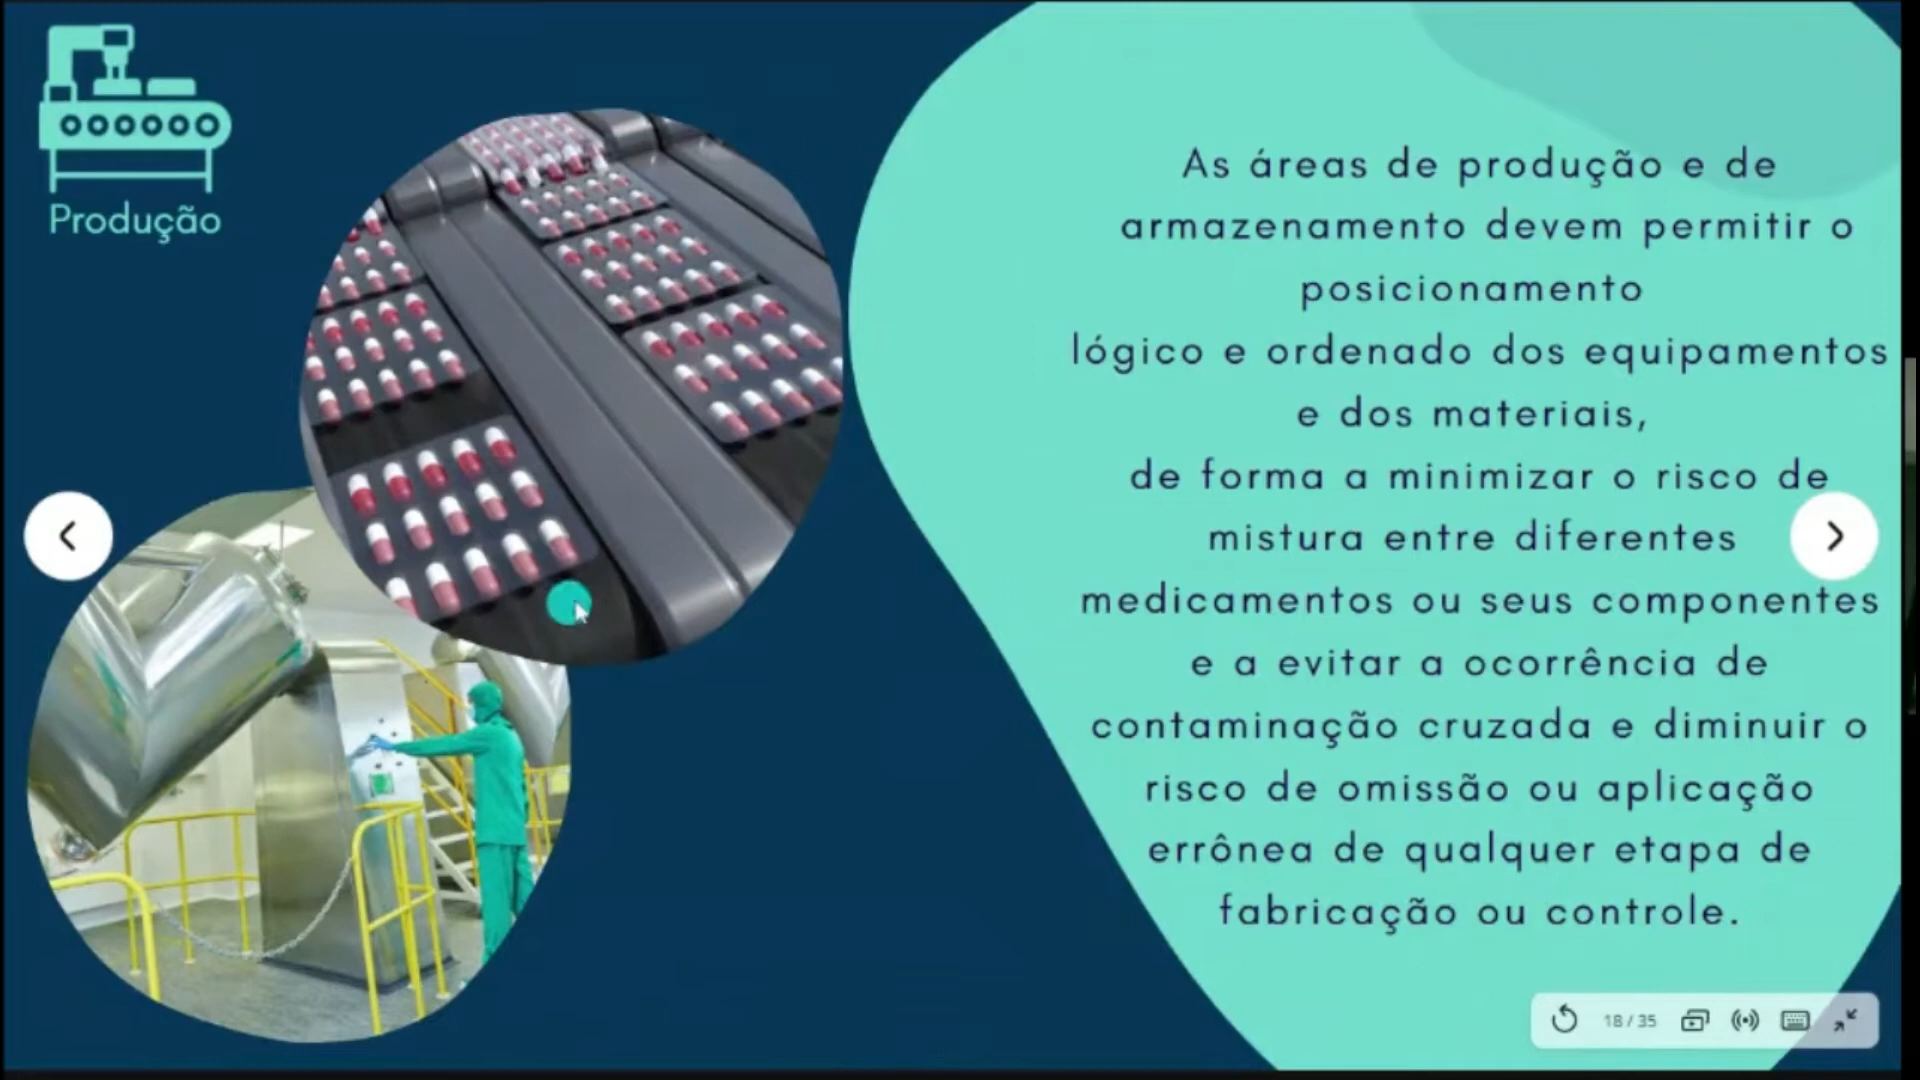 Produção
As áreas de produção e de
armazenamento devem permitir o
posicionamento
lógico e ordenado dos equipamentos
e dos materiais,
de forma a minimizar o risco de
mistura entre diferentes
medicamentos ou seus componentes
e a evitar a ocorrência de
contaminação cruzada e diminuir o
risco de omissão ou aplicação
errônea de qualquer etapa de
fabricação ou controle.
18 / 35